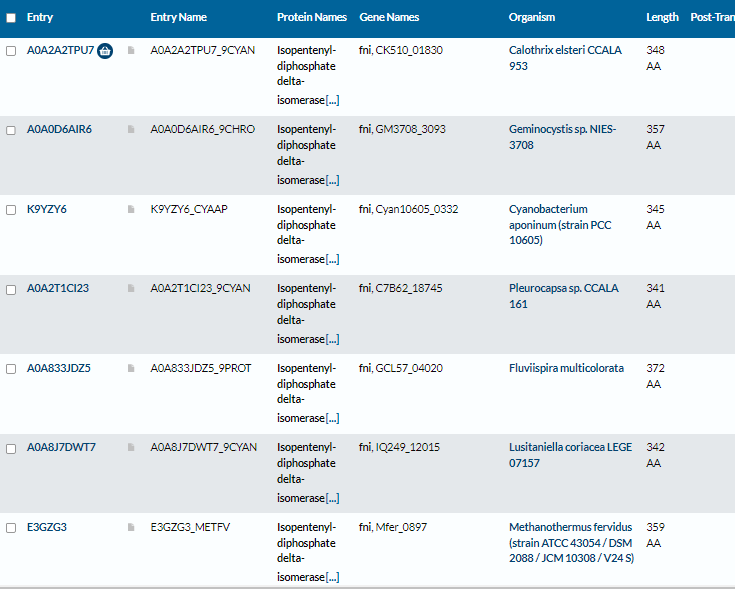 Entry Entry Name Protein Names Gene Names Organism Length Post-Tran
A0A2A2TPU7 A0A2A2TPU7_9CYAN Isopentenyl- fni, CK510_01830 Calothrix elsteri CCALA 348
diphosphate 953 AA
delta-
isomerase[...]
A0A0D6AIR6 A0A0D6AIR6_9CHRO Isopentenyl- fni, GM3708_3093 Geminocystis sp. NIES- 357
diphosphate 3708 AA
delta-
isomerase[...]
K9YZY6 K9YZY6_CYAAP Isopentenyl- fni, Cyan10605_0332 Cyanobacterium 345
diphosphate aponinum (strain PCC AA
delta- 10605)
isomerase[...]
A0A2T1CI23 A0A2T1CI23_9CYAN Isopentenyl- fni, C7B62_18745 Pleurocapsa sp. CCALA 341
diphosphate 161 AA
delta-
isomerase[...]
A0A833JDZ5 A0A833JDZ5_9PROT Isopentenyl- fni, GCL57_04020 Fluviispira multicolorata 372
diphosphate AA
delta-
isomerase[...]
A0A8J7DWT7 A0A8J7DWT7_9CYAN Isopentenyl- fni, IQ249_12015 Lusitaniella coriacea LEGE 342
diphosphate 07157 AA
delta-
isomerase[...]
E3GZG3 E3GZG3_METFV Isopentenyl- fni, Mfer_0897 Methanothermus fervidus 359
diphosphate (strain ATCC 43054 / DSM AA
delta- 2088 / JCM 10308 / V24 S)
isomerase[...]